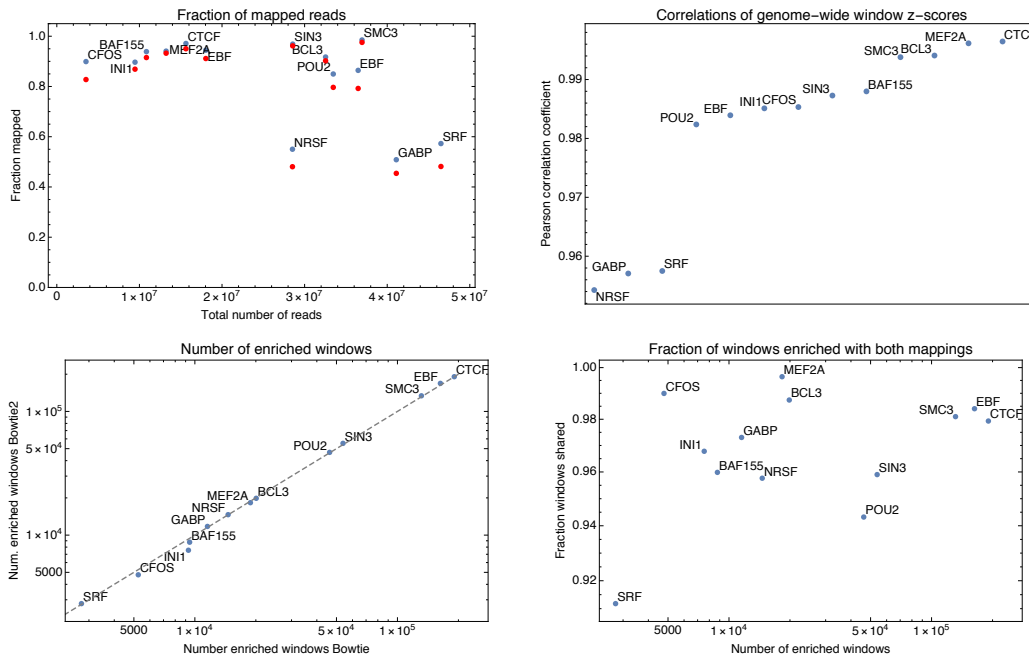 Fraction of mapped reads
Fraction mapped
1.0
0.8
0.6
0.4
0.2
0.0
CFOS
BAF155
INI1
CTCF
MEF2A
EBF
SIN3
BCL3
POU2
SMC3
EBF
NRSF
GABP
SRF
0
1×10⁷
2×10⁷
3×10⁷
4×10⁷
5×10⁷
Total number of reads
Correlations of genome-wide window z-scores
Pearson correlation coefficient
0.99
0.98
0.97
0.96
NRSF
GABP
SRF
POU2
EBF
INI1
CFOS
SIN3
BAF155
SMC3
BCL3
MEF2A
CTC
Number of enriched windows
Num. enriched windows Bowtie2
1×10⁵
5×10⁴
1×10⁴
5000
SRF
CFOS
INI1
BAF155
GABP
NRSF
MEF2A
BCL3
POU2
SIN3
SMC3
EBF
CTCF
5000
1×10⁴
5×10⁴
1×10⁵
Number enriched windows Bowtie
Fraction of windows enriched with both mappings
Fraction windows shared
1.00
0.98
0.96
0.94
0.92
CFOS
MEF2A
BCL3
INI1
GABP
BAF155
NRSF
SMC3
EBF
CTCF
SIN3
POU2
SRF
5000
1×10⁴
5×10⁴
1×10⁵
Number of enriched windows